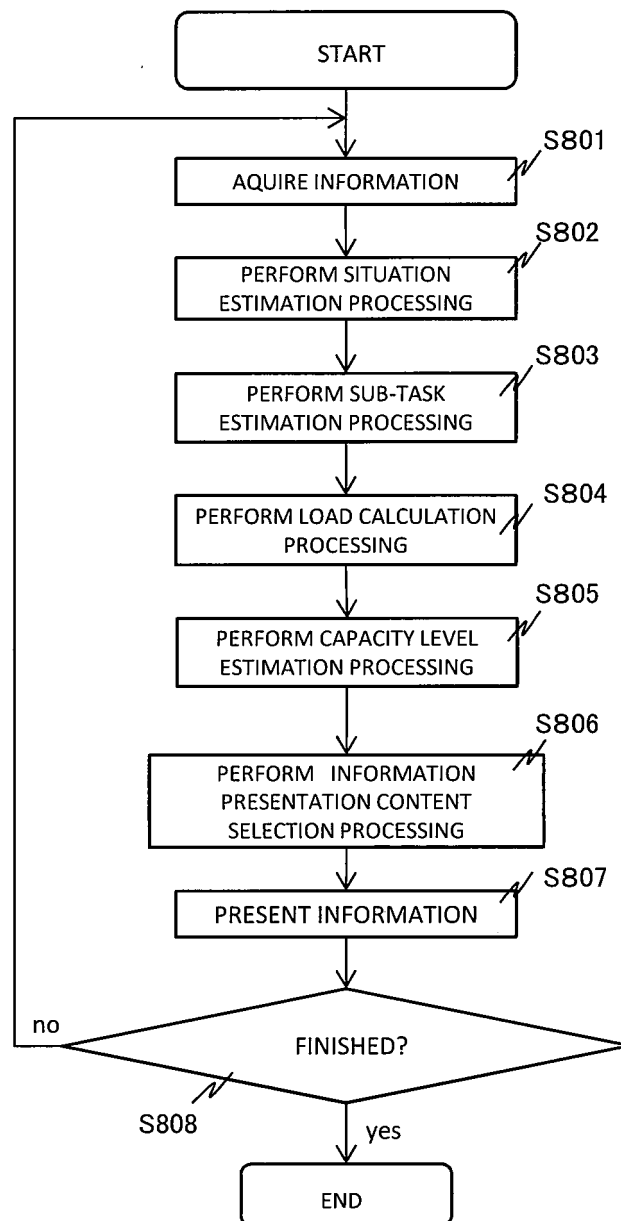 START
S801
AQUIRE INFORMATION
S802
PERFORM SITUATION
ESTIMATION PROCESSING
S803
PERFORM SUB-TASK
ESTIMATION PROCESSING
S804
PERFORM LOAD CALCULATION
PROCESSING
S805
PERFORM CAPACITY LEVEL
ESTIMATION PROCESSING
S806
PERFORM INFORMATION
PRESENTATION CONTENT
SELECTION PROCESSING
S807
PRESENT INFORMATION
no
FINISHED?
S808
yes
END